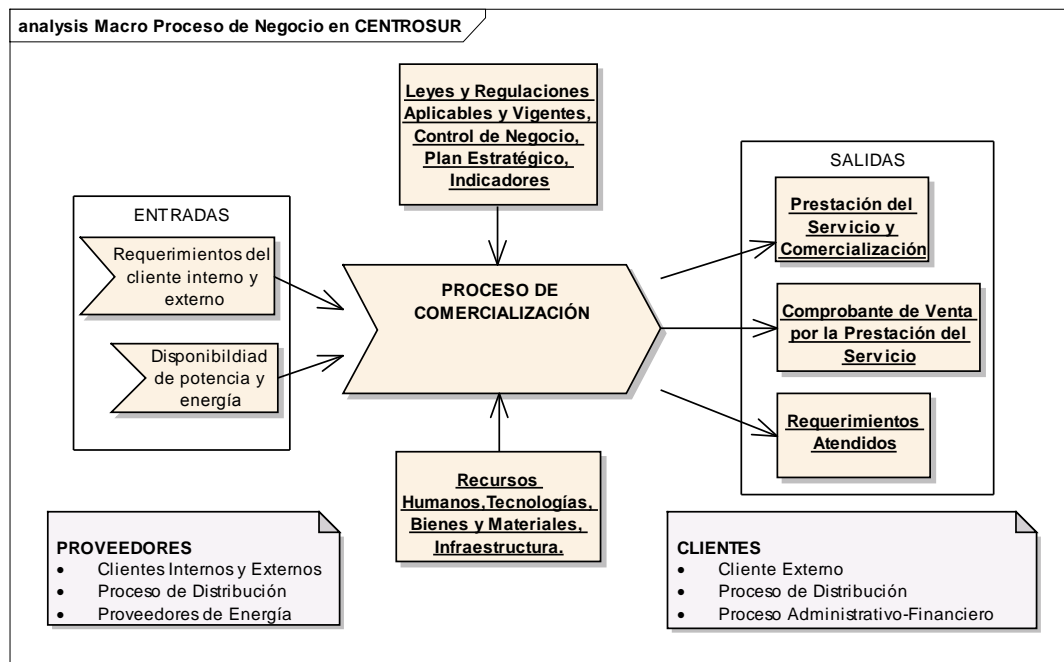 analysis Macro Proceso de Negocio en CENTROSUR
Leyes y Regulaciones
Aplicables y Vigentes,
Control de Negocio,
Plan Estratégico,
Indicadores
ENTRADAS
Requerimientos del
cliente interno y
externo
Disponibildiad
de potencia y
energía
PROCESO DE
COMERCIALIZACIÓN
SALIDAS
Prestación del
Servicio y
Comercialización
Comprobante de Venta
por la Prestación del
Servicio
Requerimientos
Atendidos
Recursos
Humanos,Tecnologías,
Bienes y Materiales,
Infraestructura.
PROVEEDORES
• Clientes Internos y Externos
• Proceso de Distribución
• Proveedores de Energía
CLIENTES
• Cliente Externo
• Proceso de Distribución
• Proceso Administrativo-Financiero